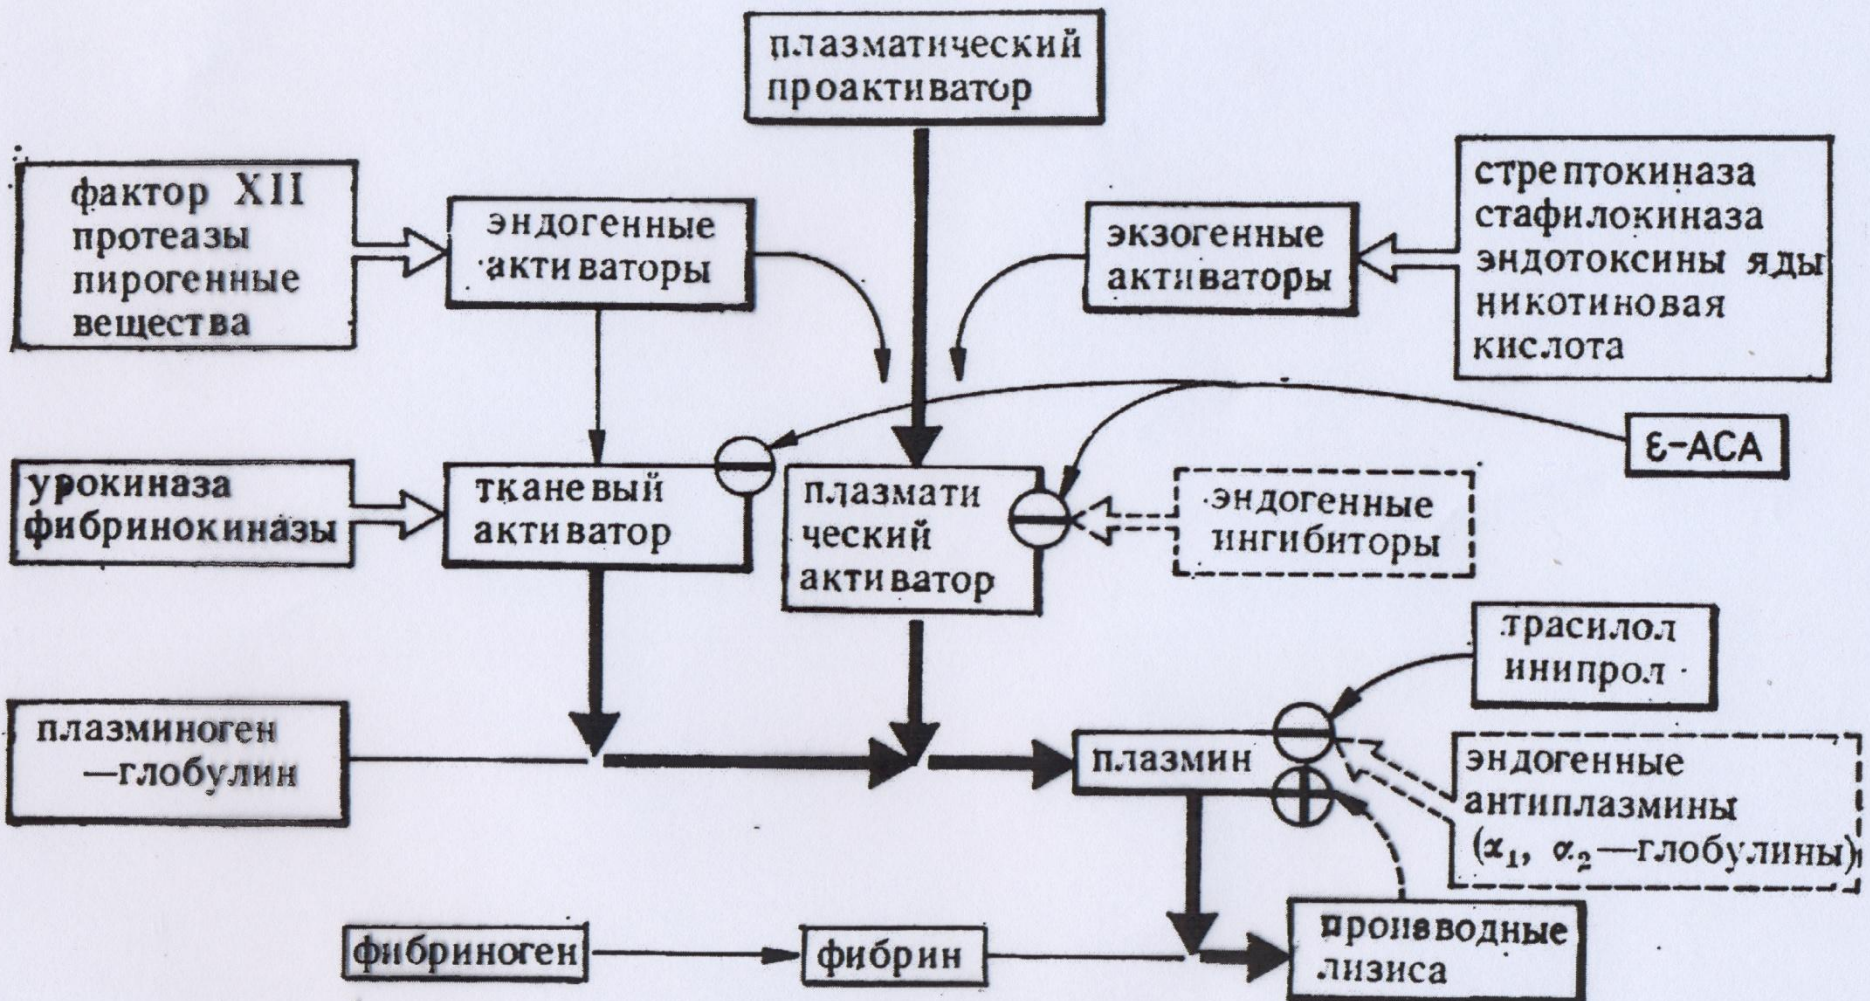 плазматический
проактиватор
фактор XII
протеазы
пирогенные
вещества
эндогенные
активаторы
экзогенные
активаторы
стрептокиназа
стафилокиназа
эндотоксины яды
никотиновая
кислота
ε-АСА
урокиназа
фибринокиназы
тканевый
активатор
плазмати
ческий
активатор
эндогенные
ингибиторы
трасилол
инипрол
плазминоген
—глобулин
плазмин
эндогенные
антиплазмины
(α₁, α₂—глобулины)
фибриноген
фибрин
производные
лизиса